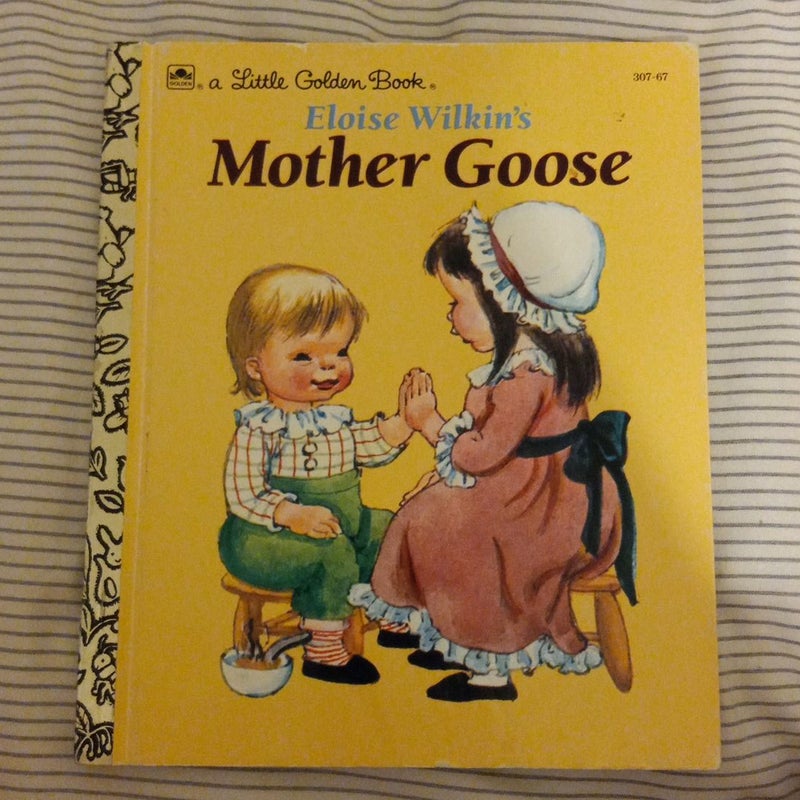 GOLDEN ® a Little Golden Book ® 307-67
Eloise Wilkin's
Mother Goose